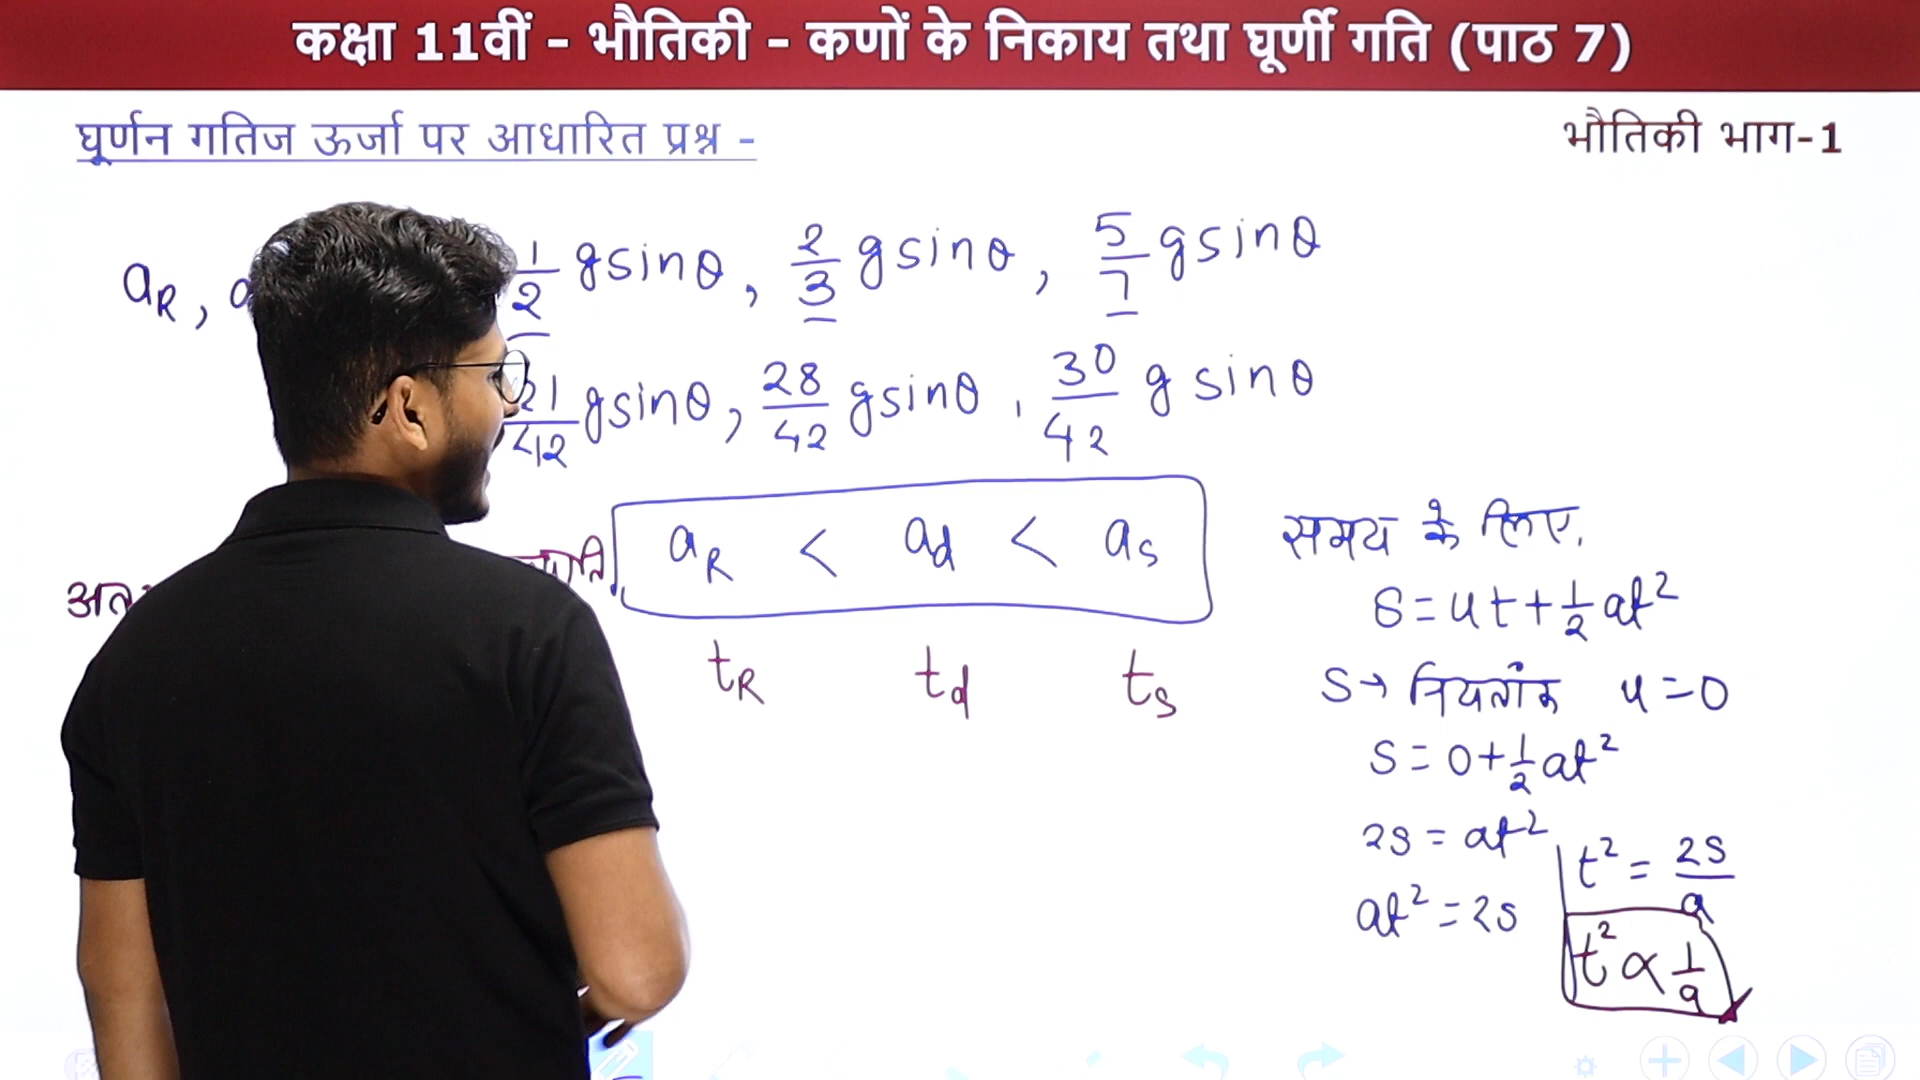 कक्षा 11वीं - भौतिकी - कणों के निकाय तथा घूर्णी गति (पाठ 7)
घूर्णन गतिज ऊर्जा पर आधारित प्रश्न -
भौतिकी भाग-1
a_R, 1/2 gsinθ, 2/3 gsinθ, 5/7 gsinθ
21/42 gsinθ, 28/42 gsinθ, 30/42 g sinθ
a_R < a_d < a_s
t_R t_d t_s
समय के लिए,
S = ut + 1/2 at²
S → नियतांक u = 0
S = 0 + 1/2 at²
2s = at²
at² = 2s
t² = 2s/a
t² ∝ 1/a